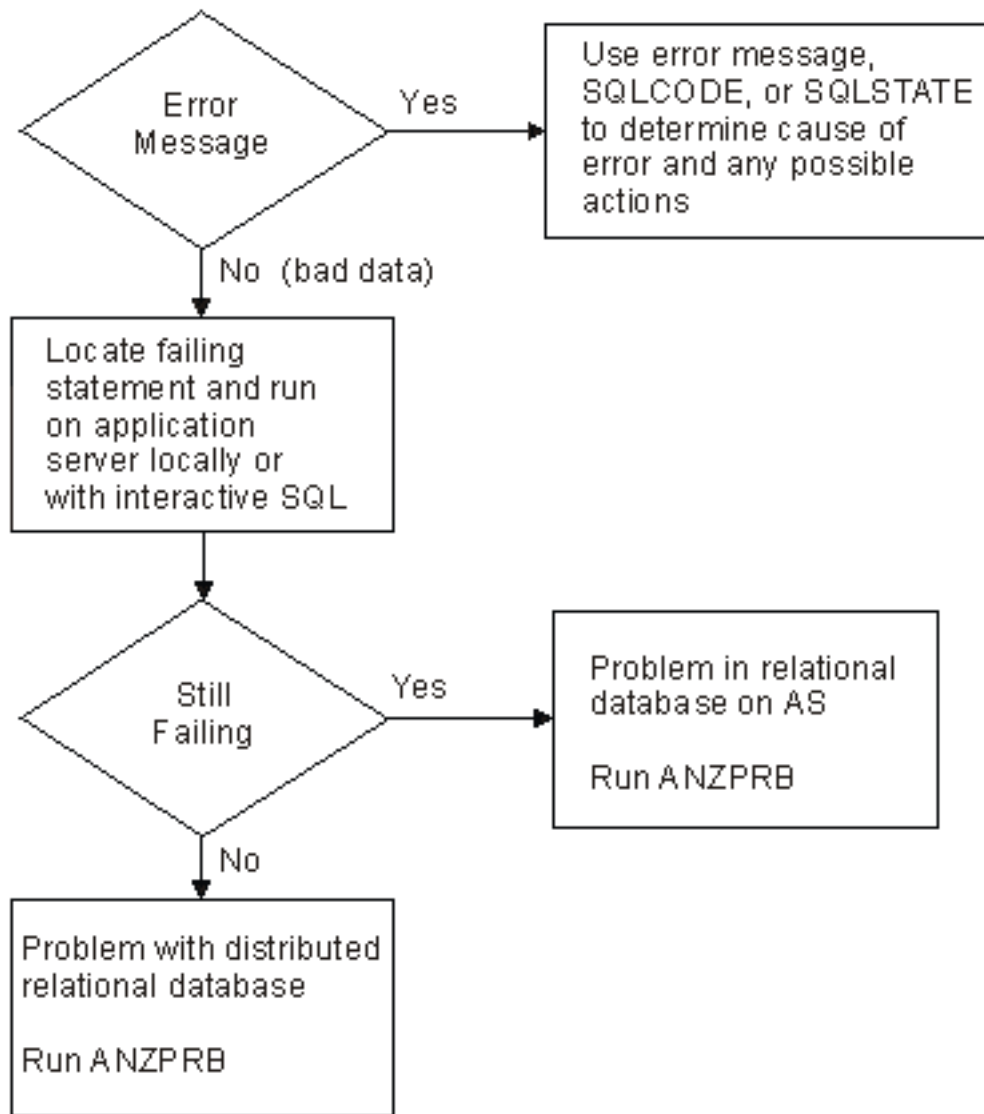 Error
Message
Yes
Use error message,
SQLCODE, or SQLSTATE
to determine cause of
error and any possible
actions
No (bad data)
Locate failing
statement and run
on application
server locally or
with interactive SQL
Still
Failing
Yes
Problem in relational
database on AS
Run ANZPRB
No
Problem with distributed
relational database
Run ANZPRB